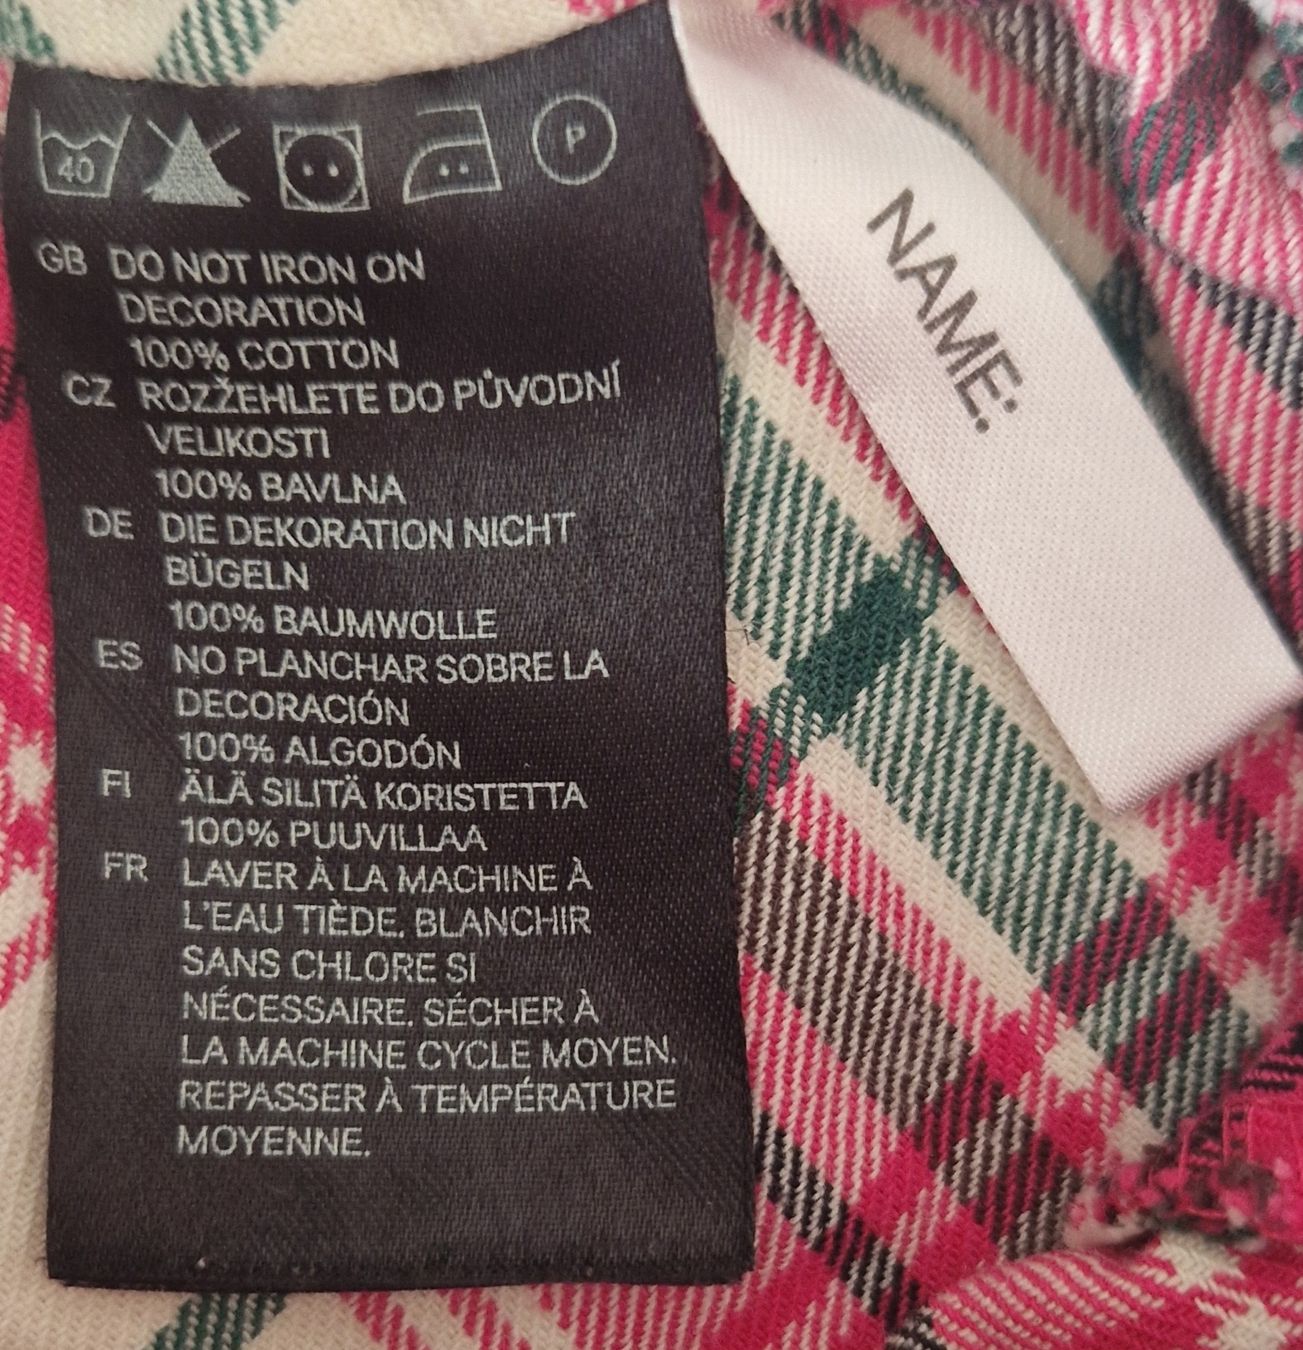 40
P
GB DO NOT IRON ON
DECORATION
100% COTTON
CZ ROZŽEHLETE DO PŮVODNÍ
VELIKOSTI
100% BAVLNA
DE DIE DEKORATION NICHT
BÜGELN
100% BAUMWOLLE
ES NO PLANCHAR SOBRE LA
DECORACIÓN
100% ALGODÓN
FI ÄLÄ SILITÄ KORISTETTA
100% PUUVILLAA
FR LAVER À LA MACHINE À
L'EAU TIÈDE. BLANCHIR
SANS CHLORE SI
NÉCESSAIRE. SÉCHER À
LA MACHINE CYCLE MOYEN.
REPASSER À TEMPÉRATURE
MOYENNE.
NAME: